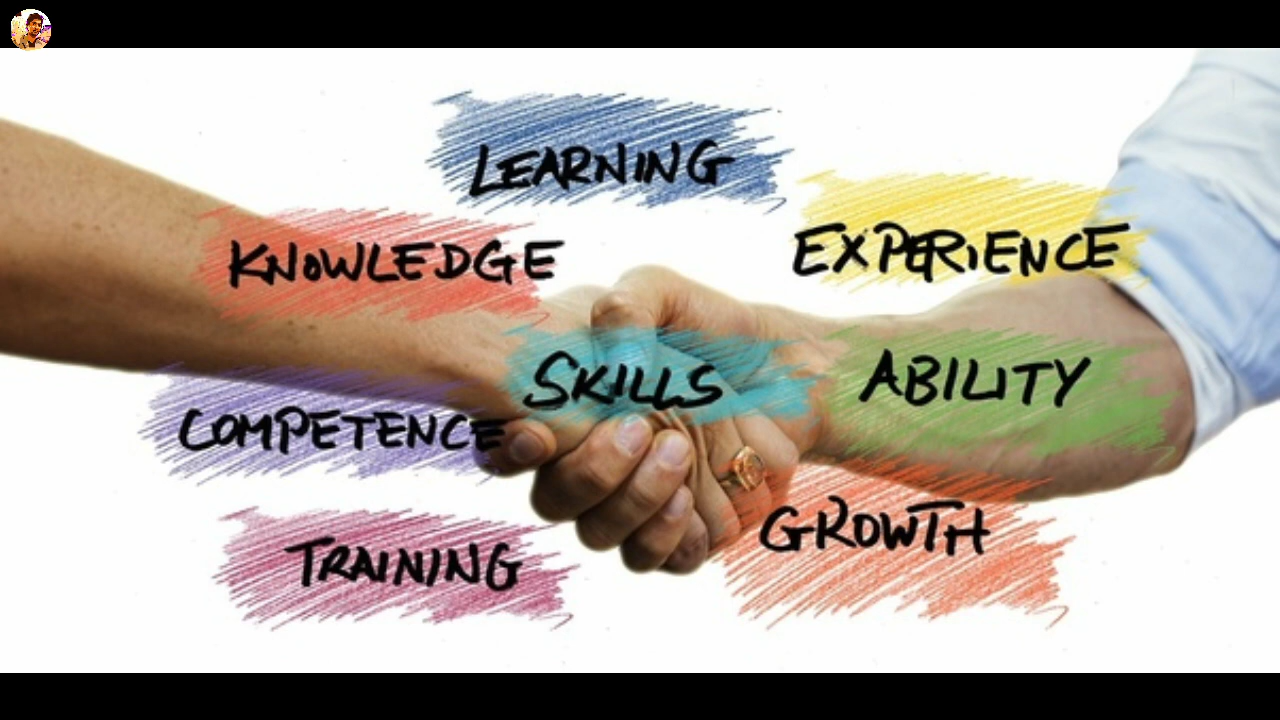 LEARNING
KNOWLEDGE
EXPERIENCE
SKILLS
ABILITY
COMPETENCE
GROWTH
TRAINING